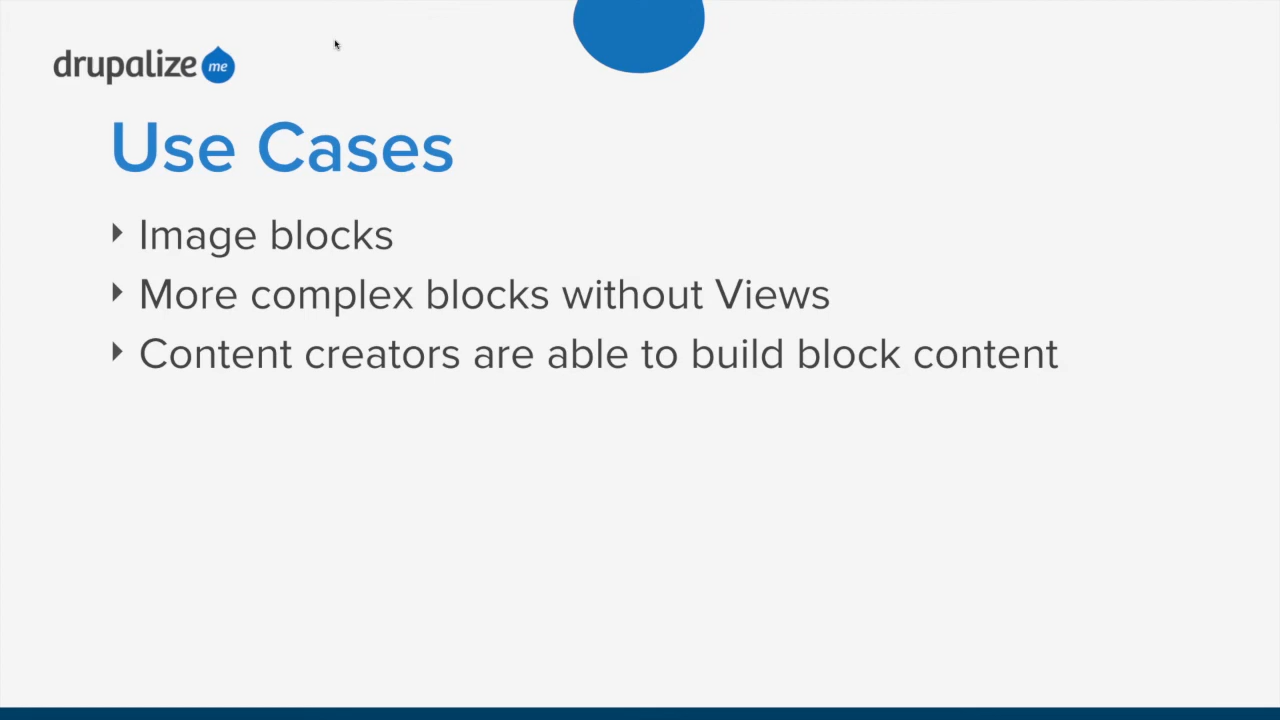 drupalize me
Use Cases
Image blocks
More complex blocks without Views
Content creators are able to build block content